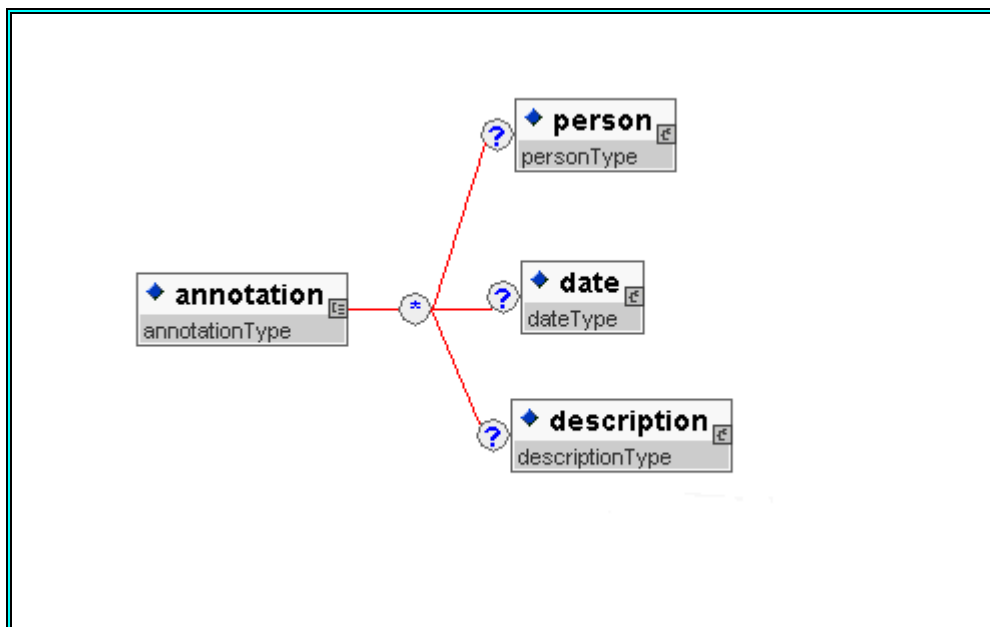 ?
person
personType
annotation
annotationType
*
?
date
dateType
?
description
descriptionType